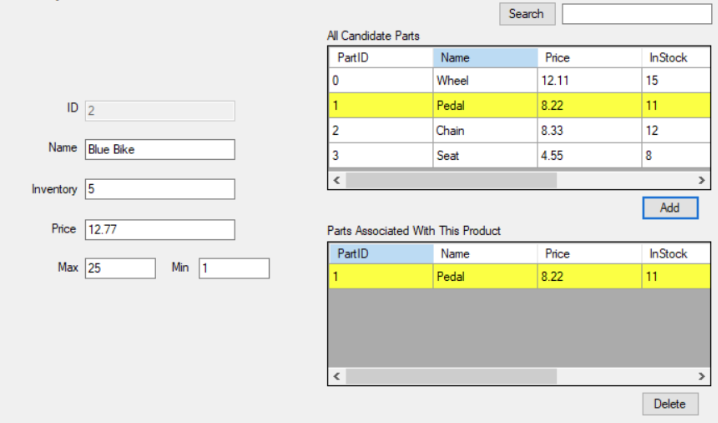 Search
All Candidate Parts
PartID Name Price InStock
0 Wheel 12.11 15
1 Pedal 8.22 11
2 Chain 8.33 12
3 Seat 4.55 8
Add
ID 2
Name Blue Bike
Inventory 5
Price 12.77
Max 25 Min 1
Parts Associated With This Product
PartID Name Price InStock
1 Pedal 8.22 11
Delete